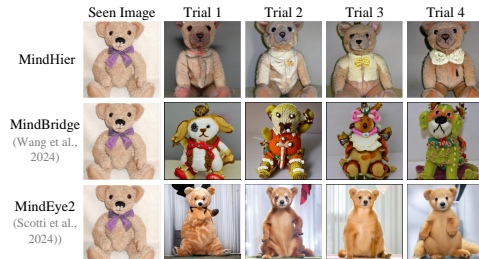 Seen Image Trial 1 Trial 2 Trial 3 Trial 4
MindHier
MindBridge
(Wang et al.,
2024)
MindEye2
(Scotti et al.,
2024))